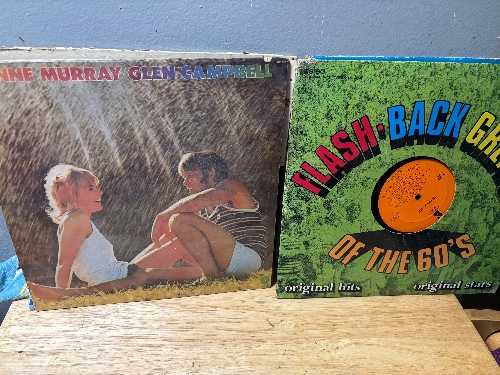 NNE MURRAY GLEN CAMPBELL
FLASH-BACK GR
OF THE 60'S
original hits original stars